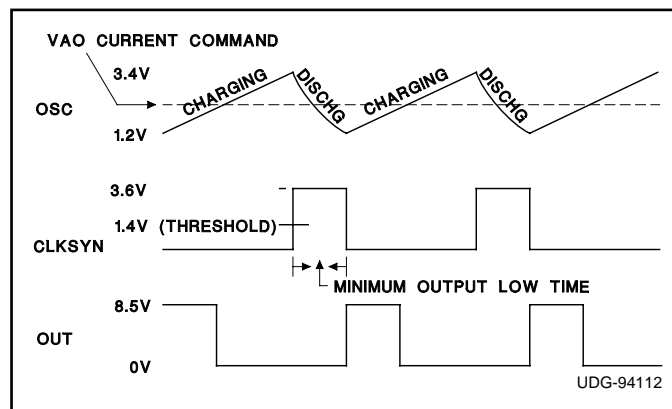 VAO CURRENT COMMAND
3.4V
CHARGING
DISCHG
CHARGING
DISCHG
OSC
1.2V
3.6V
1.4V (THRESHOLD)
CLKSYN
MINIMUM OUTPUT LOW TIME
8.5V
OUT
0V
UDG-94112